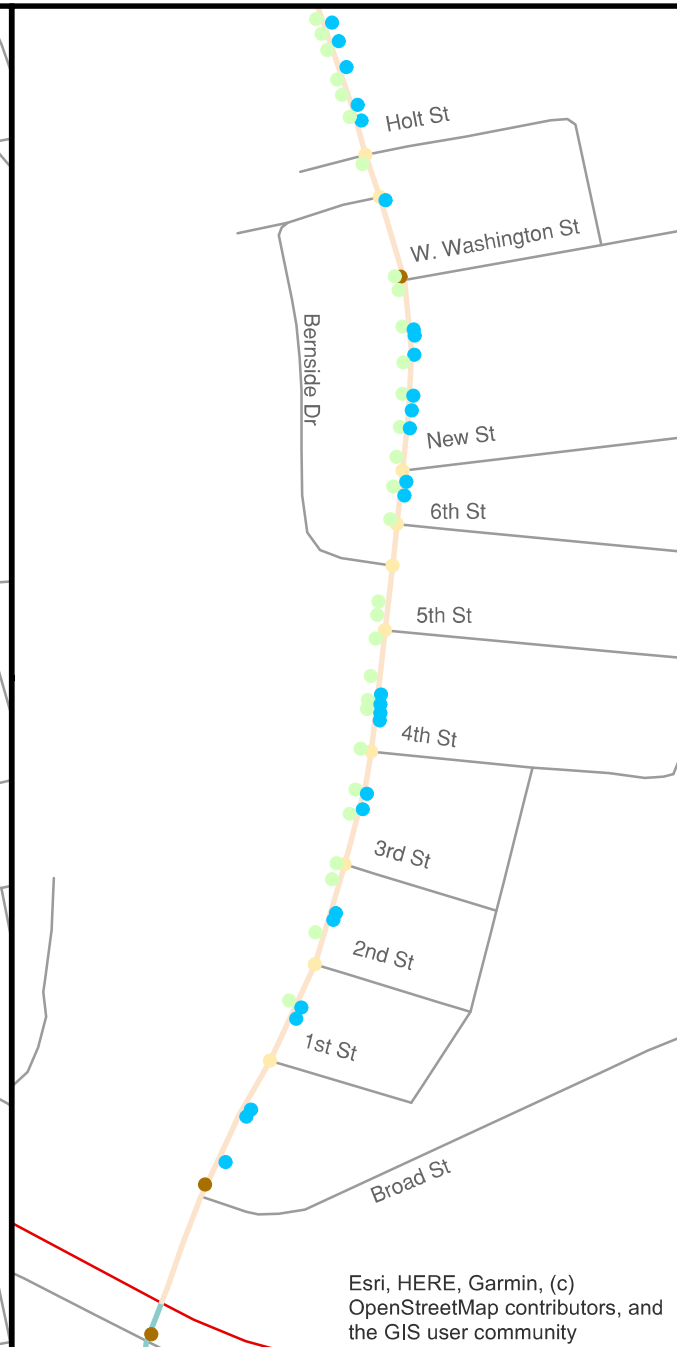 Holt St
W. Washington St
Bernside Dr
New St
6th St
5th St
4th St
3rd St
2nd St
1st St
Broad St
Esri, HERE, Garmin, (c)
OpenStreetMap contributors, and
the GIS user community